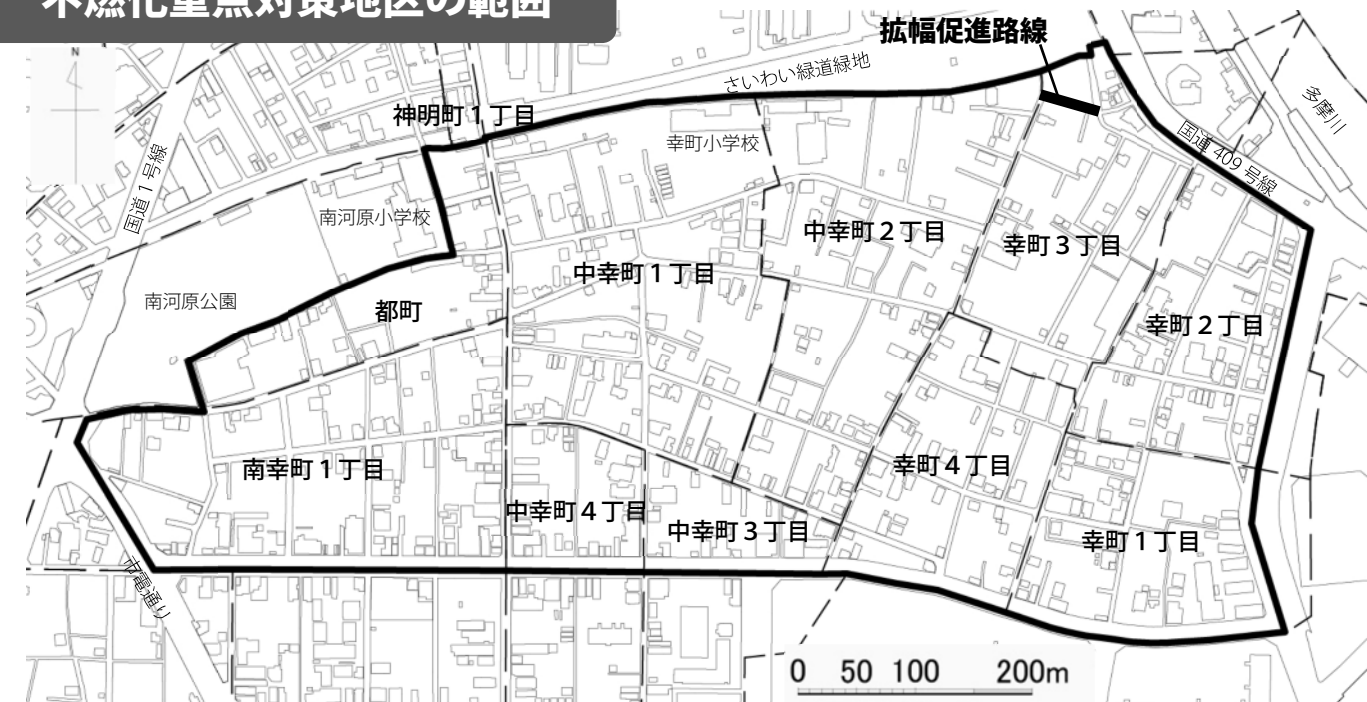 不燃化重点対策地区の範囲
N
拡幅促進路線
さいわい緑道緑地
多摩川
神明町1丁目
国道409号線
幸町小学校
国道1号線
南河原小学校
中幸町2丁目
幸町3丁目
中幸町1丁目
南河原公園
都町
幸町2丁目
南幸町1丁目
幸町4丁目
中幸町4丁目
中幸町3丁目
幸町1丁目
市電通り
0 50 100 200m